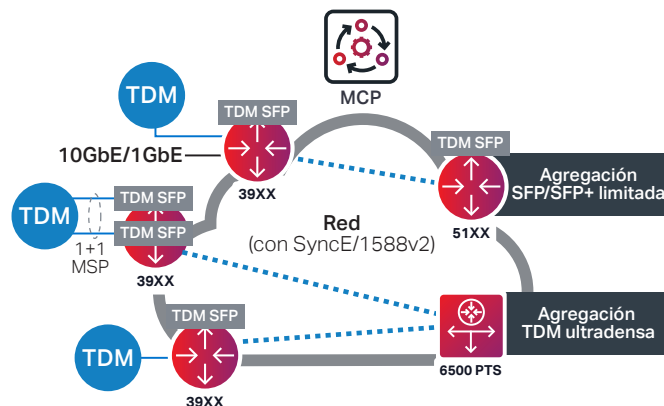 MCP
TDM
TDM SFP
10GbE/1GbE
39XX
TDM SFP
51XX
Agregación
SFP/SFP+ limitada
TDM
TDM SFP
TDM SFP
1+1
MSP
39XX
Red
(con SyncE/1588v2)
TDM SFP
TDM
39XX
6500 PTS
Agregación
TDM ultradensa